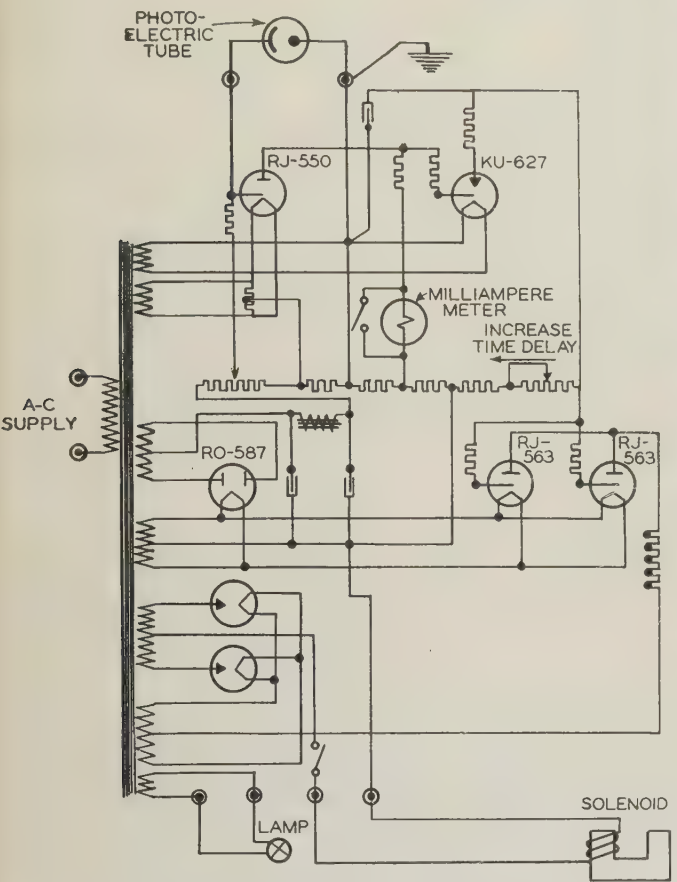 PHOTO-
ELECTRIC
TUBE
RJ-550
KU-627
MILLIAMPERE
METER
INCREASE
TIME DELAY
A-C
SUPPLY
RO-587
RJ-
563
RJ-
563
SOLENOID
LAMP